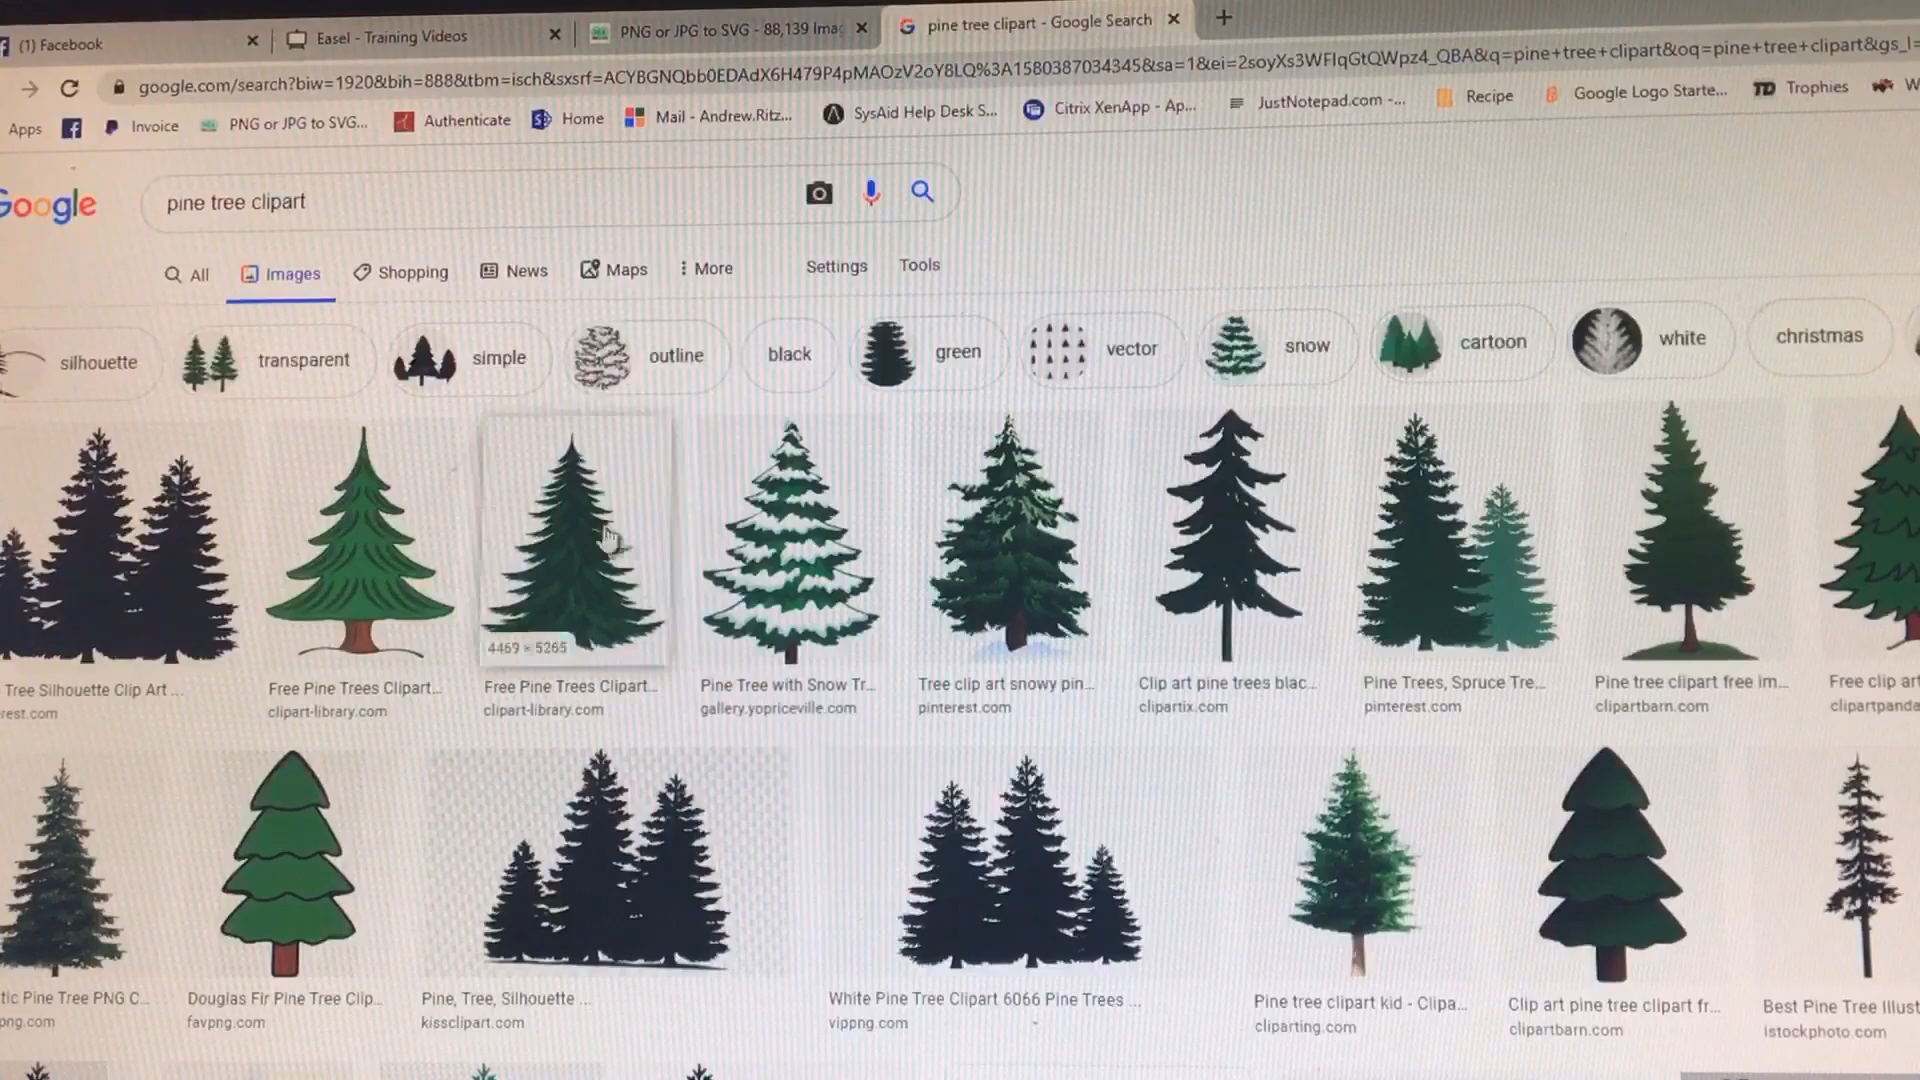 (1) Facebook
Easel - Training Videos
PNG or JPG to SVG - 88,139 Imag
pine tree clipart - Google Search
google.com/search?biw=1920&bih=888&tbm=isch&sxsrf=ACYBGNQbb0EDAdX6H479P4pMAOzV2oY8LQ%3A1580387034345&sa=1&ei=2soyXs3WFIqGtQWpz4_QBA&q=pine+tree+clipart&oq=pine+tree+clipart&gs_l=
Apps
Invoice
PNG or JPG to SVG...
Authenticate
Home
Mail - Andrew.Ritz...
SysAid Help Desk S...
Citrix XenApp - Ap...
JustNotepad.com -...
Recipe
Google Logo Starte...
TD Trophies
Google
pine tree clipart
All
Images
Shopping
News
Maps
More
Settings
Tools
silhouette
transparent
simple
outline
black
green
vector
snow
cartoon
white
christmas
4469 × 5265
Tree Silhouette Clip Art ...
rest.com
Free Pine Trees Clipart...
clipart-library.com
Free Pine Trees Clipart...
clipart-library.com
Pine Tree with Snow Tr...
gallery.yopriceville.com
Tree clip art snowy pin...
pinterest.com
Clip art pine trees blac...
clipartix.com
Pine Trees, Spruce Tre...
pinterest.com
Pine tree clipart free im...
clipartbarn.com
Free clip art
clipartpanda
tic Pine Tree PNG C...
png.com
Douglas Fir Pine Tree Clip...
favpng.com
Pine, Tree, Silhouette ...
kissclipart.com
White Pine Tree Clipart 6066 Pine Trees ...
vippng.com
Pine tree clipart kid - Clipa...
cliparting.com
Clip art pine tree clipart fr...
clipartbarn.com
Best Pine Tree Illust
istockphoto.com